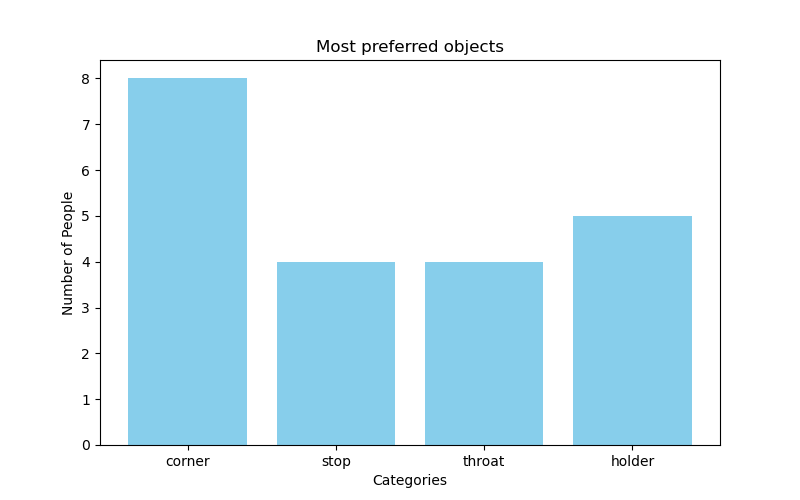 Most preferred objects
8
7
6
5
4
3
2
1
0
Number of People
corner stop throat holder
Categories